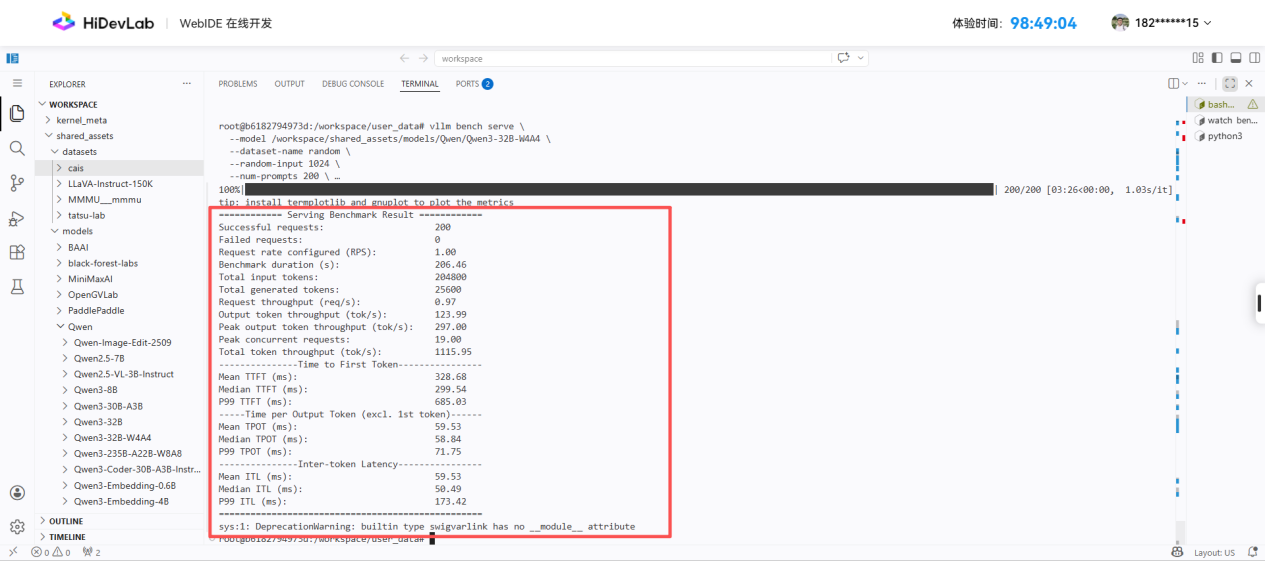 HiDevLab | WebIDE 在线开发
体验时间: 98:49:04
182******15
workspace
EXPLORER
WORKSPACE
kernel_meta
shared_assets
datasets
cais
LLaVA-Instruct-150K
MMMU___mmmu
tatsu-lab
models
BAAI
black-forest-labs
MiniMaxAI
OpenGVLab
PaddlePaddle
Qwen
Qwen-Image-Edit-2509
Qwen2.5-7B
Qwen2.5-VL-3B-Instruct
Qwen3-8B
Qwen3-30B-A3B
Qwen3-32B
Qwen3-32B-W4A4
Qwen3-235B-A22B-W8A8
Qwen3-Coder-30B-A3B-Instr...
Qwen3-Embedding-0.6B
Qwen3-Embedding-4B
OUTLINE
TIMELINE
PROBLEMS OUTPUT DEBUG CONSOLE TERMINAL PORTS 2
root@b6182794973d:/workspace/user_data# vllm bench serve \
--model /workspace/shared_assets/models/Qwen/Qwen3-32B-W4A4 \
--dataset-name random \
--random-input 1024 \
--num-prompts 200 \ …
100%| | 200/200 [03:26<00:00, 1.03s/it]
tip: install termplotlib and gnuplot to plot the metrics
============ Serving Benchmark Result ============
Successful requests: 200
Failed requests: 0
Request rate configured (RPS): 1.00
Benchmark duration (s): 206.46
Total input tokens: 204800
Total generated tokens: 25600
Request throughput (req/s): 0.97
Output token throughput (tok/s): 123.99
Peak output token throughput (tok/s): 297.00
Peak concurrent requests: 19.00
Total token throughput (tok/s): 1115.95
---------------Time to First Token----------------
Mean TTFT (ms): 328.68
Median TTFT (ms): 299.54
P99 TTFT (ms): 685.03
-----Time per Output Token (excl. 1st token)------
Mean TPOT (ms): 59.53
Median TPOT (ms): 58.84
P99 TPOT (ms): 71.75
---------------Inter-token Latency----------------
Mean ITL (ms): 59.53
Median ITL (ms): 50.49
P99 ITL (ms): 173.42
==================================================
sys:1: DeprecationWarning: builtin type swigvarlink has no __module__ attribute
root@b6182794973d:/workspace/user_data#
bash...
watch ben...
python3
0 0 2
Layout: US